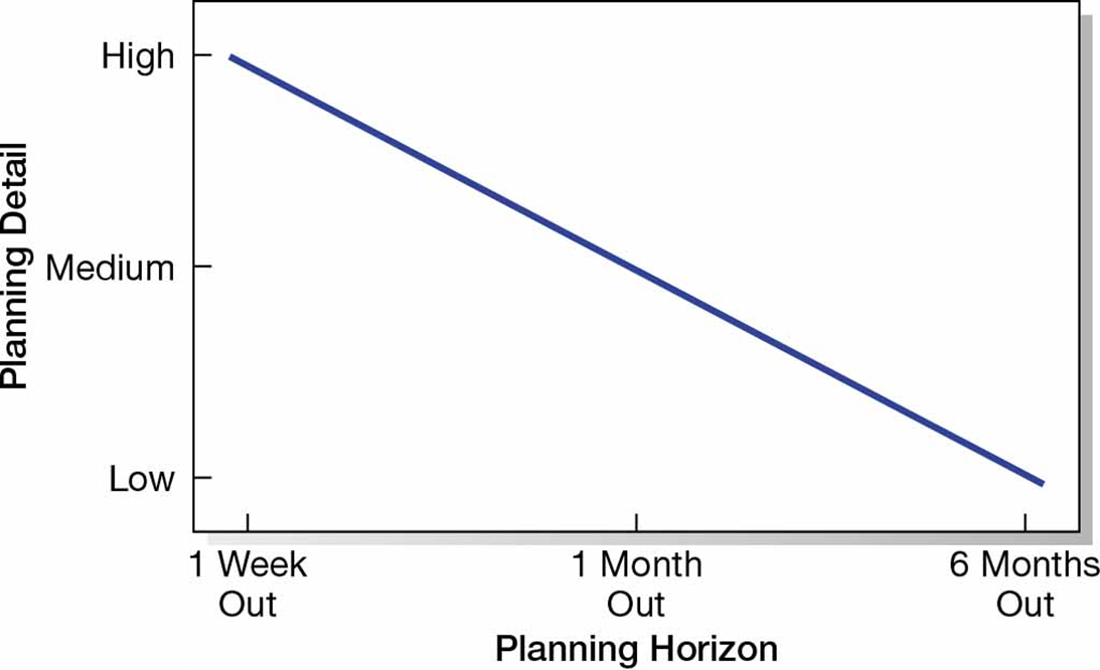 Planning Detail
High
Medium
Low
1 Week
Out
1 Month
Out
6 Months
Out
Planning Horizon